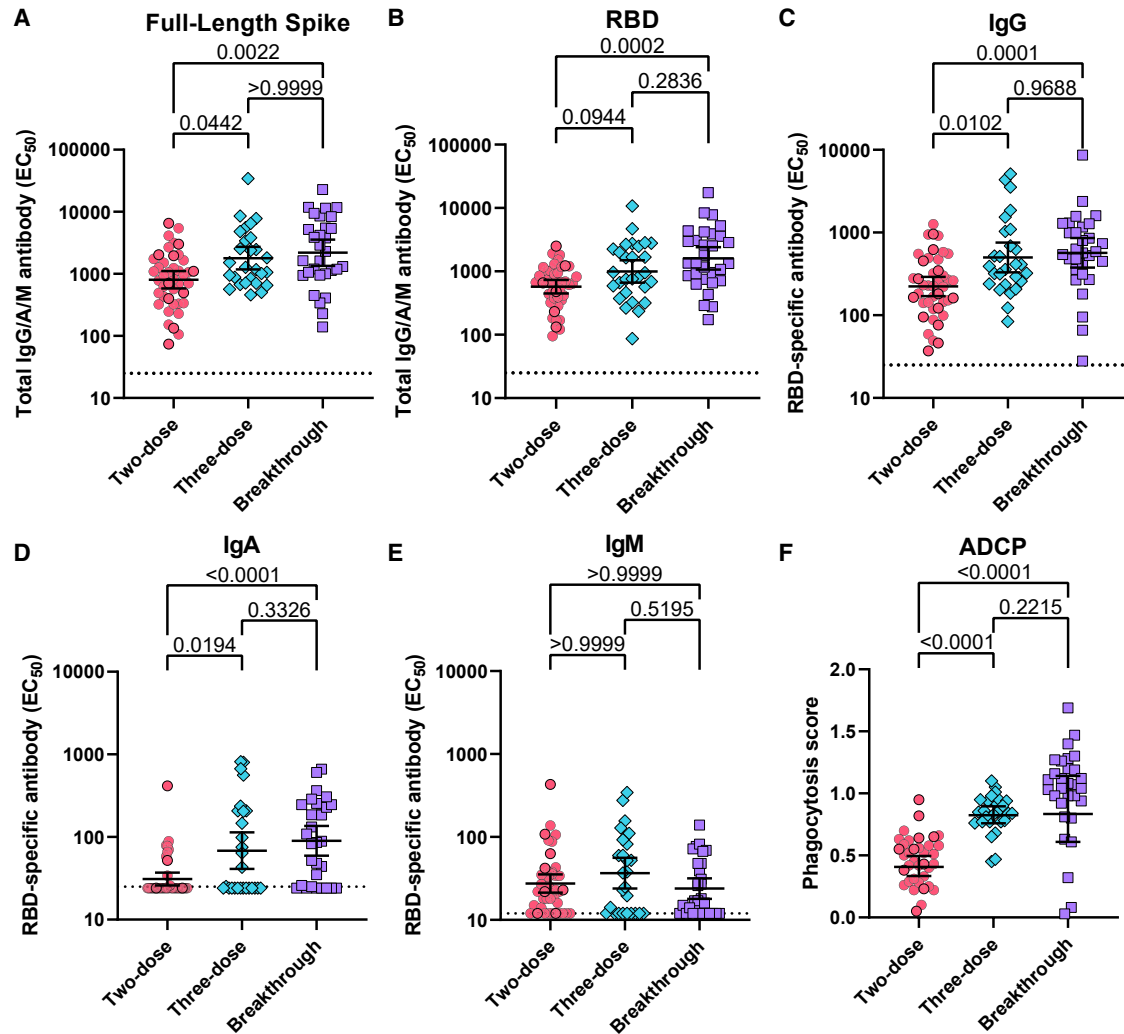 A
Full-Length Spike
0.0022
>0.9999
0.0442
Total IgG/A/M antibody (EC50)
100000
10000
1000
100
10
Two-dose
Three-dose
Breakthrough
B
RBD
0.0002
0.2836
0.0944
Total IgG/A/M antibody (EC50)
100000
10000
1000
100
10
Two-dose
Three-dose
Breakthrough
C
IgG
0.0001
0.9688
0.0102
RBD-specific antibody (EC50)
10000
1000
100
10
Two-dose
Three-dose
Breakthrough
D
IgA
<0.0001
0.3326
0.0194
RBD-specific antibody (EC50)
10000
1000
100
10
Two-dose
Three-dose
Breakthrough
E
IgM
>0.9999
0.5195
>0.9999
RBD-specific antibody (EC50)
10000
1000
100
10
Two-dose
Three-dose
Breakthrough
F
ADCP
<0.0001
0.2215
<0.0001
Phagocytosis score
2.0
1.5
1.0
0.5
0.0
Two-dose
Three-dose
Breakthrough